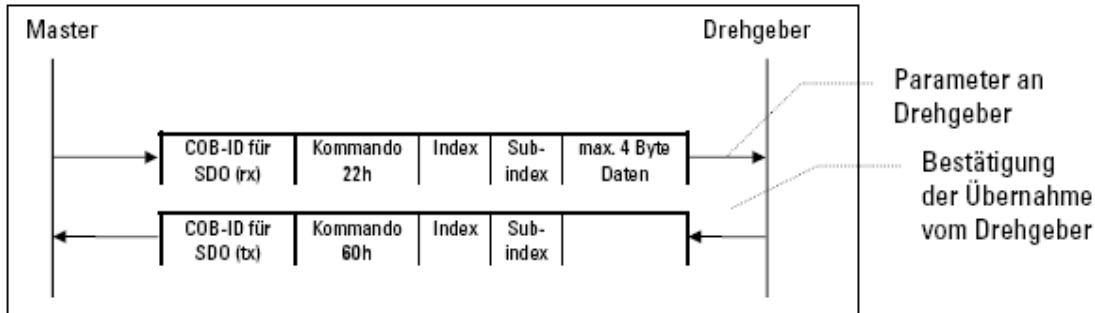 Master
Drehgeber
Parameter an
Drehgeber
COB-ID für
SDO (rx)
Kommando
22h
Index
Sub-
index
max. 4 Byte
Daten
Bestätigung
der Übernahme
vom Drehgeber
COB-ID für
SDO (tx)
Kommando
60h
Index
Sub-
index